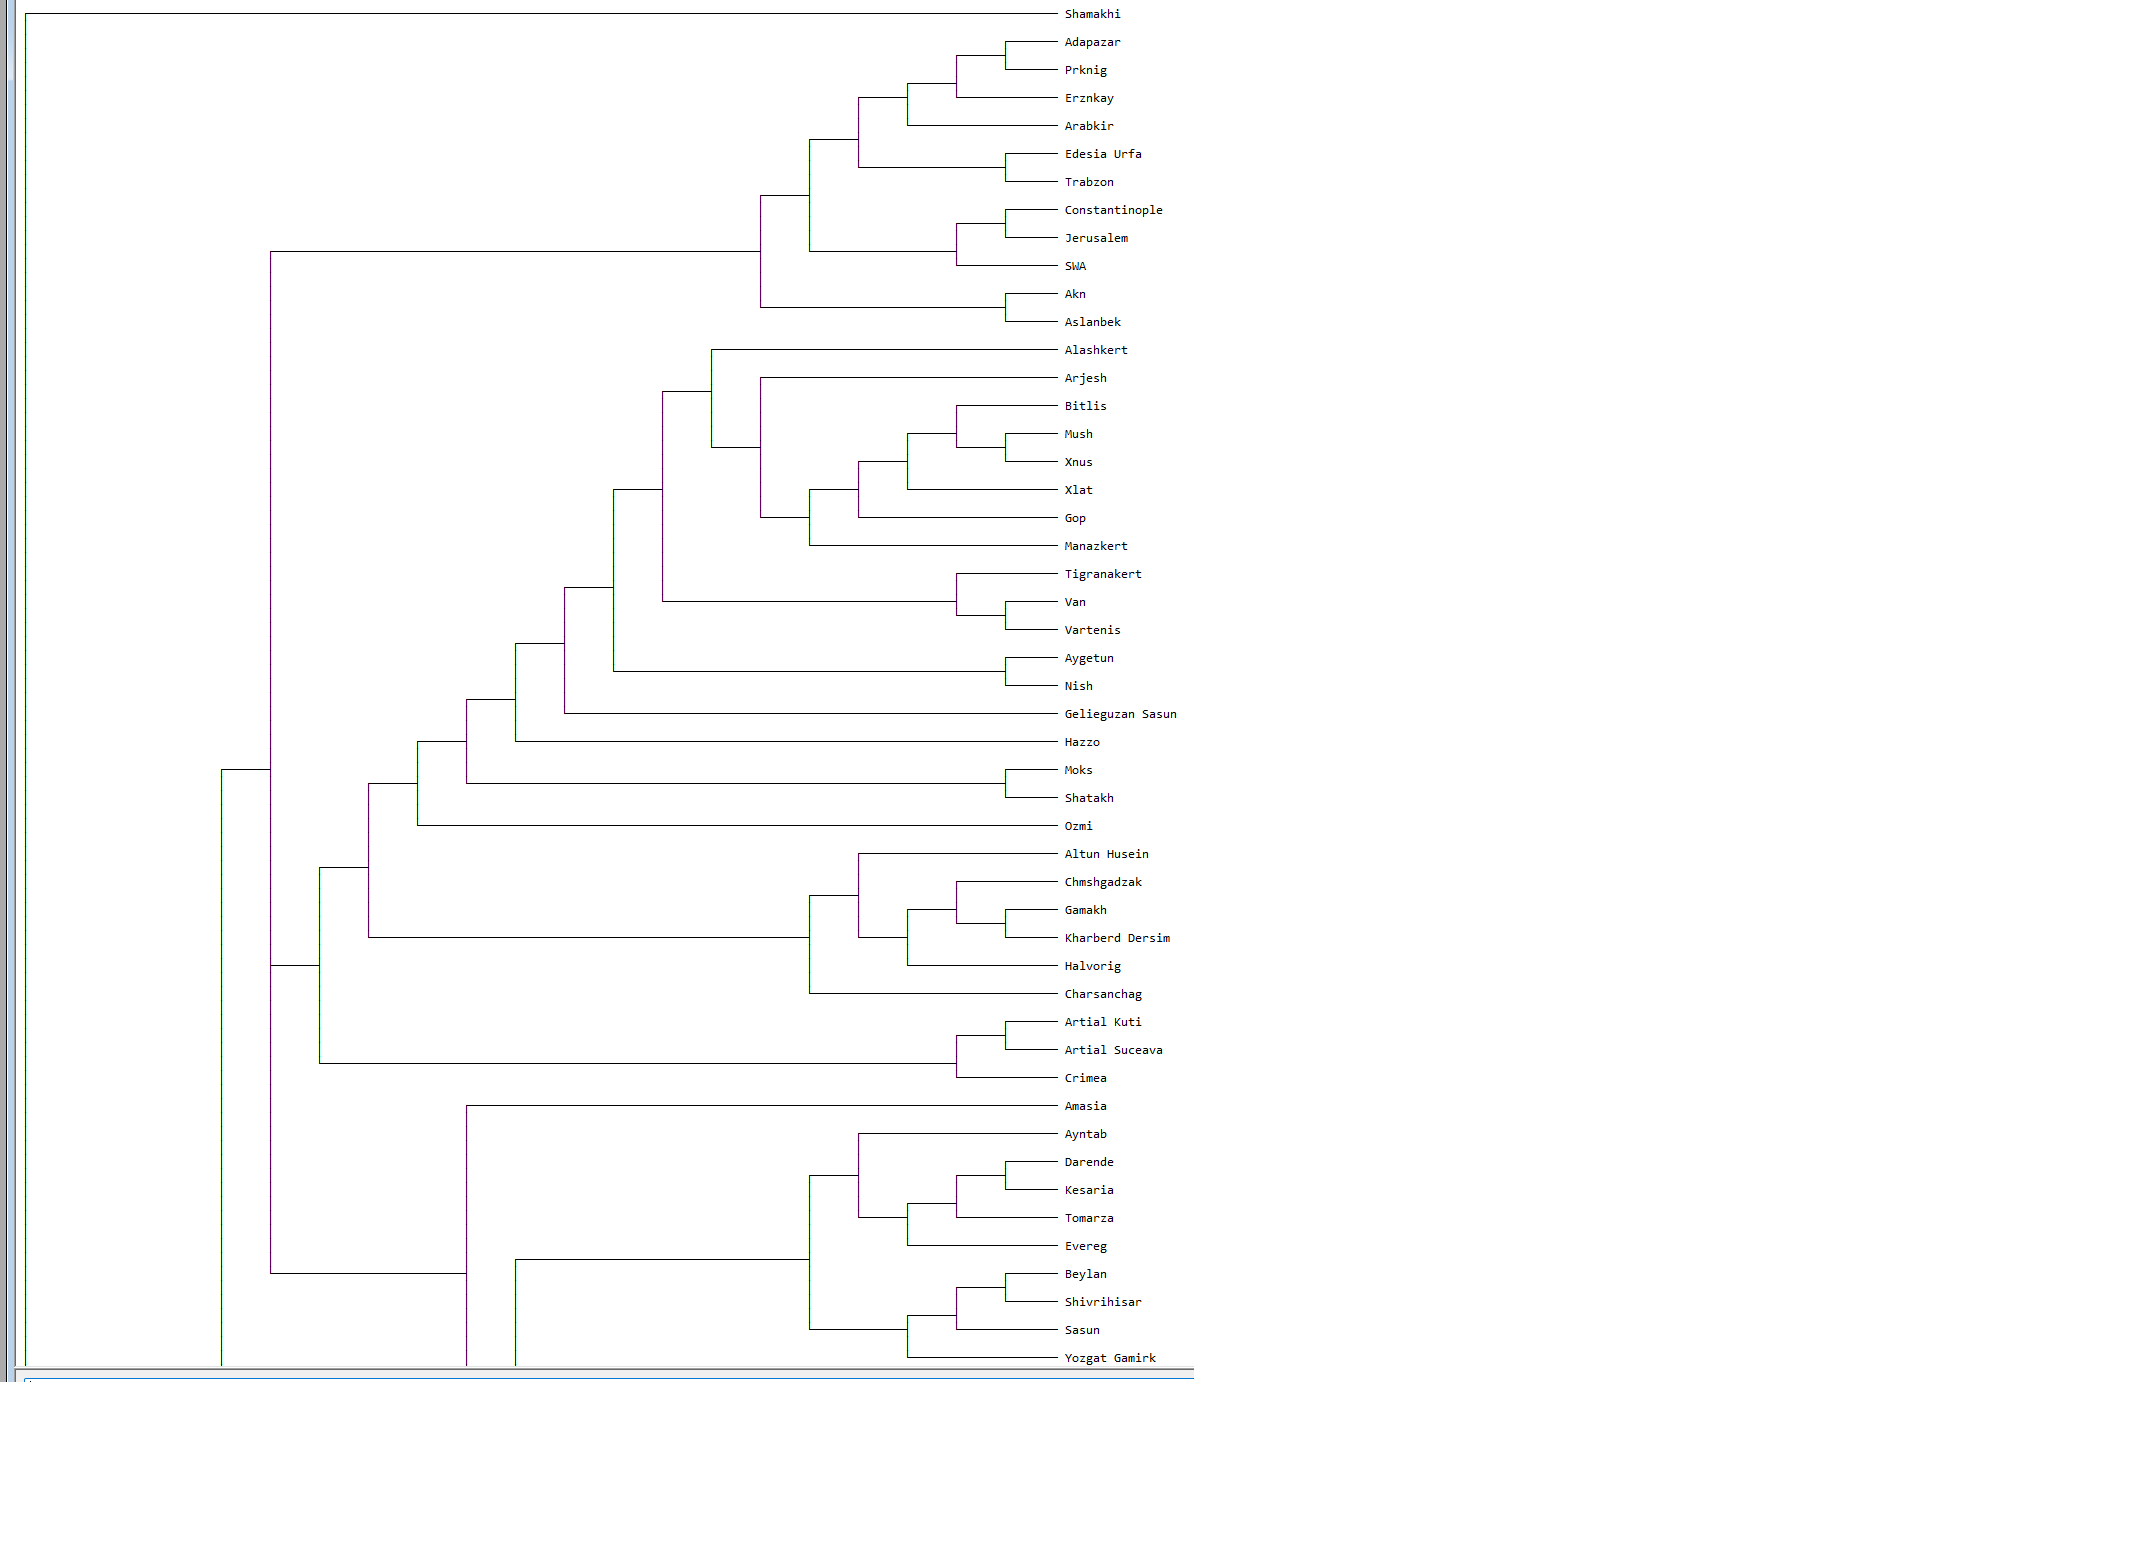 Shamakhi
Adapazar
Prknig
Erznkay
Arabkir
Edesia Urfa
Trabzon
Constantinople
Jerusalem
SWA
Akn
Aslanbek
Alashkert
Arjesh
Bitlis
Mush
Xnus
Xlat
Gop
Manazkert
Tigranakert
Van
Vartenis
Aygetun
Nish
Gelieguzan Sasun
Hazzo
Moks
Shatakh
Ozmi
Altun Husein
Chmshgadzak
Gamakh
Kharberd Dersim
Halvorig
Charsanchag
Artial Kuti
Artial Suceava
Crimea
Amasia
Ayntab
Darende
Kesaria
Tomarza
Evereg
Beylan
Shivrihisar
Sasun
Yozgat Gamirk